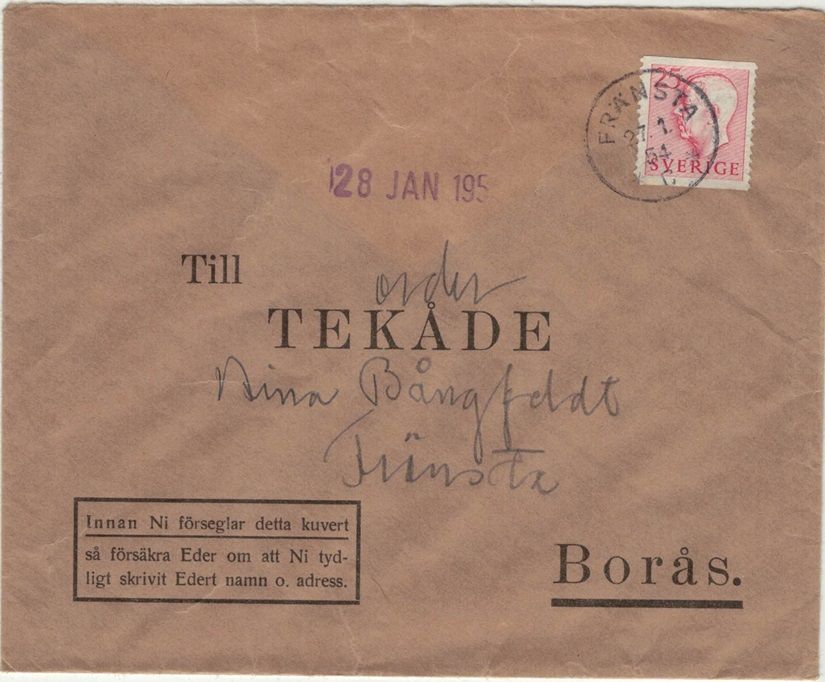 25
SVERIGE
FRÄNSTA
27.1.
54
28 JAN 195
Till
order
TEKÅDE
Nina Bångfeldt
Fränsta
Innan Ni förseglar detta kuvert
så försäkra Eder om att Ni tyd-
ligt skrivit Edert namn o. adress.
Borås.